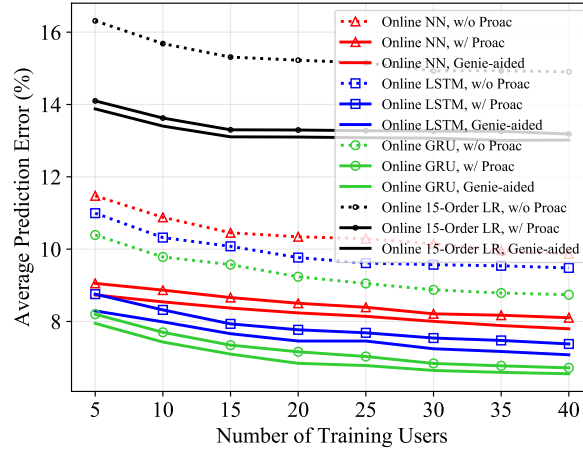 Average Prediction Error (%)
16
14
12
10
8
5
10
15
20
25
30
35
40
Number of Training Users
Online NN, w/o Proac
Online NN, w/ Proac
Online NN, Genie-aided
Online LSTM, w/o Proac
Online LSTM, w/ Proac
Online LSTM, Genie-aided
Online GRU, w/o Proac
Online GRU, w/ Proac
Online GRU, Genie-aided
Online 15-Order LR, w/o Proac
Online 15-Order LR, w/ Proac
Online 15-Order LR, Genie-aided